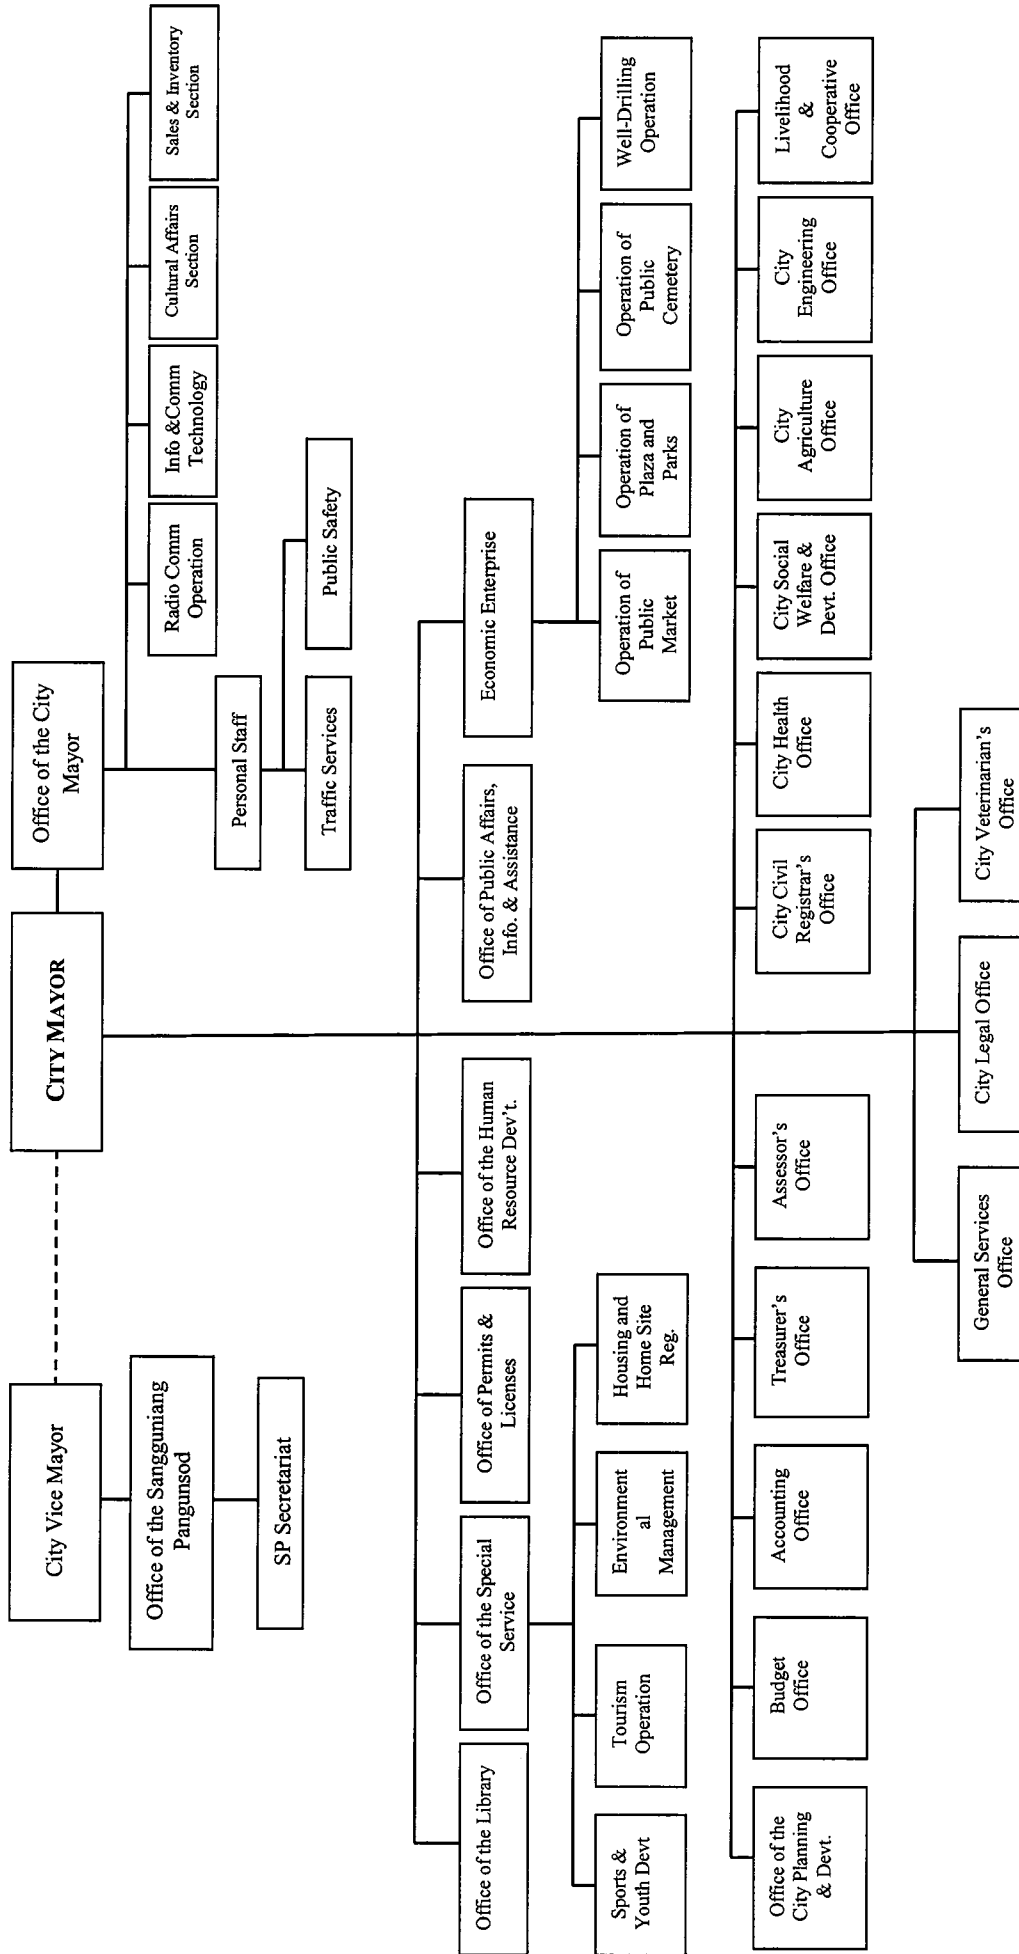 City Vice Mayor
CITY MAYOR
Office of the City
Mayor
Office of the Sangguniang
Pangunsod
SP Secretariat
Radio Comm
Operation
Info &Comm
Technology
Cultural Affairs
Section
Sales & Inventory
Section
Personal Staff
Traffic Services
Public Safety
Office of the Library
Office of the Special
Service
Office of Permits &
Licenses
Office of the Human
Resource Dev't.
Office of Public Affairs,
Info. & Assistance
Economic Enterprise
Sports &
Youth Devt
Tourism
Operation
Environment
al
Management
Housing and
Home Site
Reg.
Operation of
Public
Market
Operation of
Plaza and
Parks
Operation of
Public
Cemetery
Well-Drilling
Operation
Office of the
City Planning
& Devt.
Budget
Office
Accounting
Office
Treasurer's
Office
Assessor's
Office
City Civil
Registrar's
Office
City Health
Office
City Social
Welfare &
Devt. Office
City
Agriculture
Office
City
Engineering
Office
Livelihood
&
Cooperative
Office
General Services
Office
City Legal Office
City Veterinarian's
Office